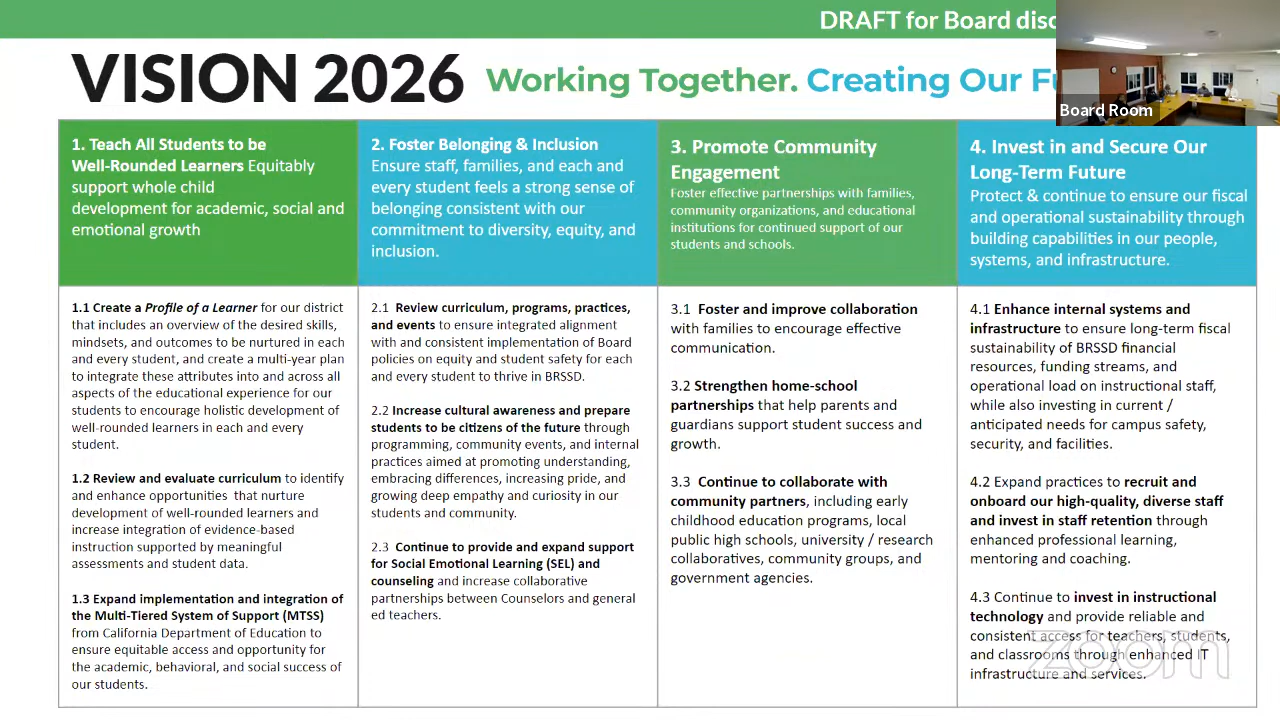 DRAFT for Board
VISION 2026 Working Together. Creating Our
Board Room
1. Teach All Students to be
Well-Rounded Learners Equitably
support whole child
development for academic, social and
emotional growth
2. Foster Belonging & Inclusion
Ensure staff, families, and each and
every student feels a strong sense of
belonging consistent with our
commitment to diversity, equity, and
inclusion.
3. Promote Community
Engagement
Foster effective partnerships with families,
community organizations, and educational
institutions for continued support of our
students and schools.
4. Invest in and Secure Our
Long-Term Future
Protect & continue to ensure our fiscal
and operational sustainability through
building capabilities in our people,
systems, and infrastructure.
1.1 Create a Profile of a Learner for our district
that includes an overview of the desired skills,
mindsets, and outcomes to be nurtured in each
and every student, and create a multi-year plan
to integrate these attributes into and across all
aspects of the educational experience for our
students to encourage holistic development of
well-rounded learners in each and every
student.
1.2 Review and evaluate curriculum to identify
and enhance opportunities that nurture
development of well-rounded learners and
increase integration of evidence-based
instruction supported by meaningful
assessments and student data.
1.3 Expand implementation and integration of
the Multi-Tiered System of Support (MTSS)
from California Department of Education to
ensure equitable access and opportunity for
the academic, behavioral, and social success of
our students.
2.1 Review curriculum, programs, practices,
and events to ensure integrated alignment
with and consistent implementation of Board
policies on equity and student safety for each
and every student to thrive in BRSSD.
2.2 Increase cultural awareness and prepare
students to be citizens of the future through
programming, community events, and internal
practices aimed at promoting understanding,
embracing differences, increasing pride, and
growing deep empathy and curiosity in our
students and community.
2.3 Continue to provide and expand support
for Social Emotional Learning (SEL) and
counseling and increase collaborative
partnerships between Counselors and general
ed teachers.
3.1 Foster and improve collaboration
with families to encourage effective
communication.
3.2 Strengthen home-school
partnerships that help parents and
guardians support student success and
growth.
3.3 Continue to collaborate with
community partners, including early
childhood education programs, local
public high schools, university / research
collaboratives, community groups, and
government agencies.
4.1 Enhance internal systems and
infrastructure to ensure long-term fiscal
sustainability of BRSSD financial
resources, funding streams, and
operational load on instructional staff,
while also investing in current /
anticipated needs for campus safety,
security, and facilities.
4.2 Expand practices to recruit and
onboard our high-quality, diverse staff
and invest in staff retention through
enhanced professional learning,
mentoring and coaching.
4.3 Continue to invest in instructional
technology and provide reliable and
consistent access for teachers, students,
and classrooms through enhanced IT
infrastructure and services.
zoom